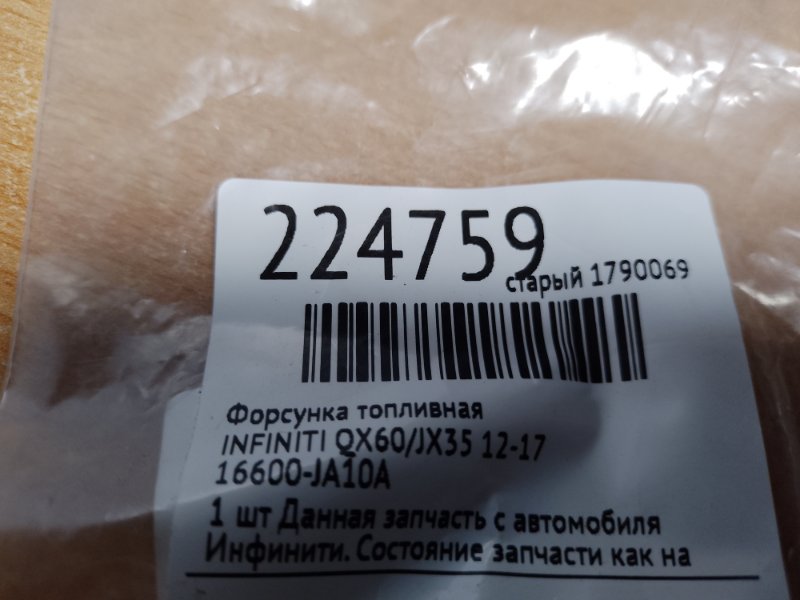 224759
старый 1790069
Форсунка топливная
INFINITI QX60/JX35 12-17
16600-JA10A
1 шт Данная запчасть с автомобиля
Инфинити. Состояние запчасти как на